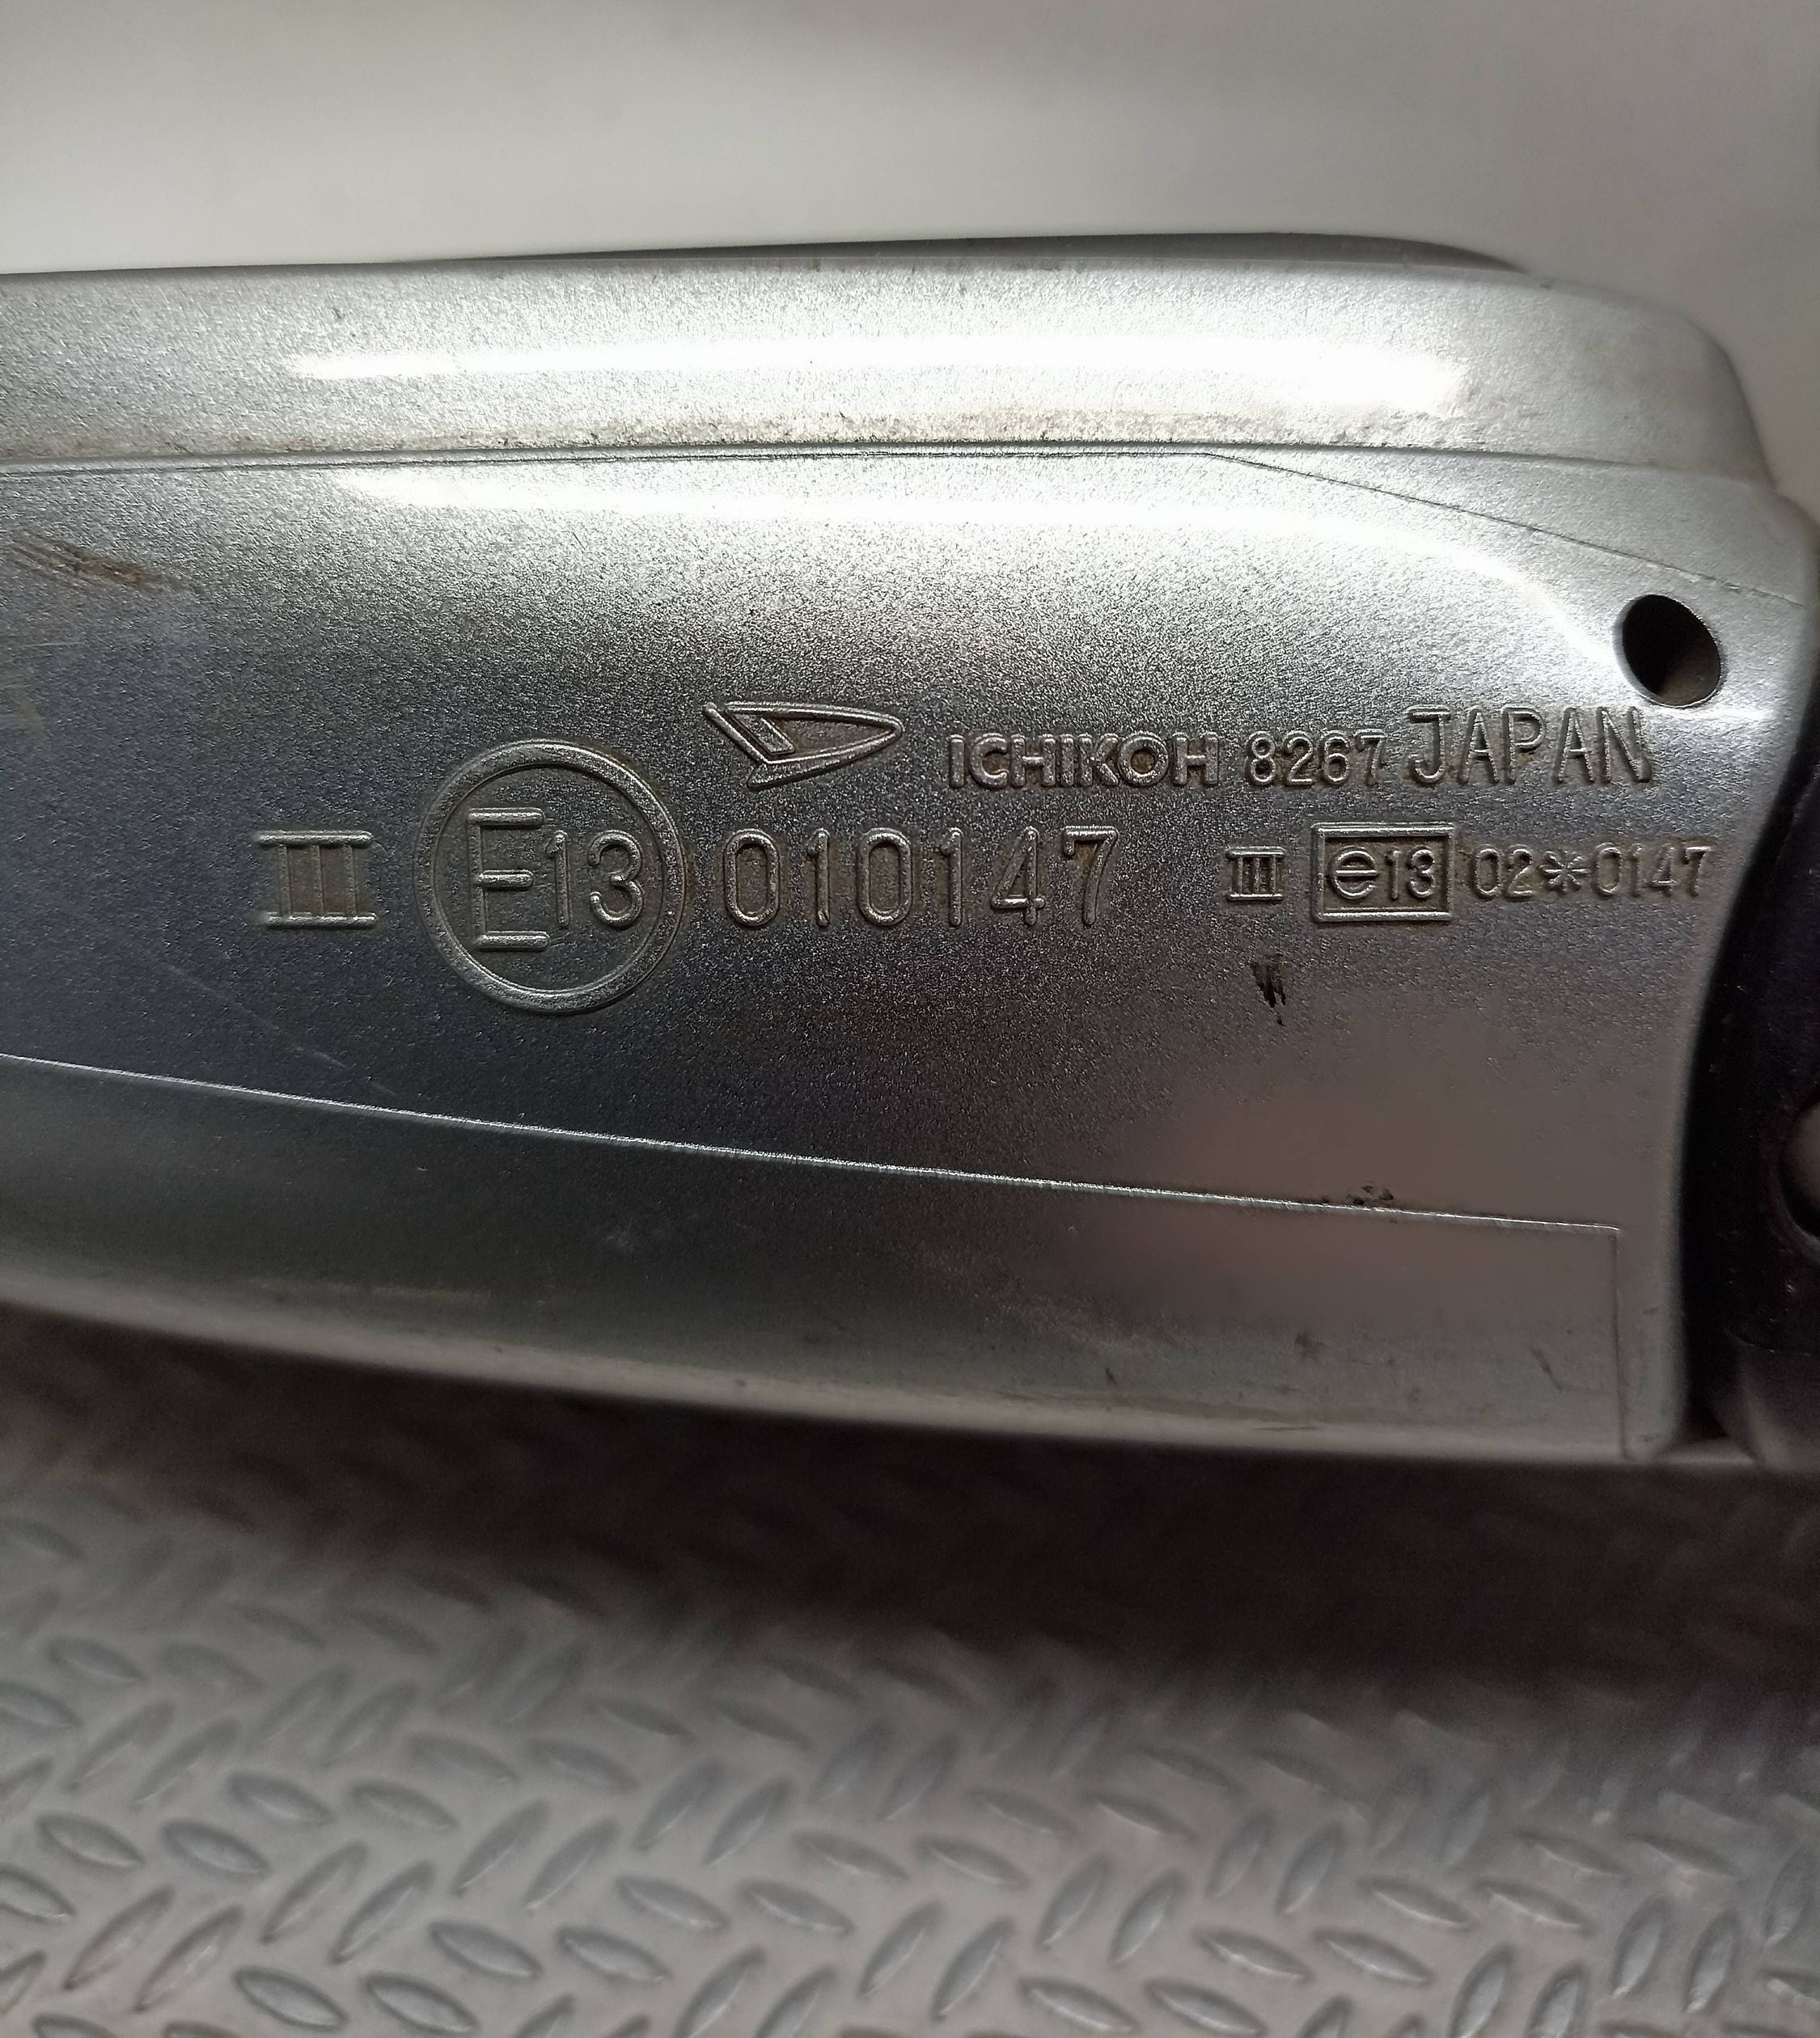 ICHIKOH 8267 JAPAN
III E13 010147 III e13 02*0147